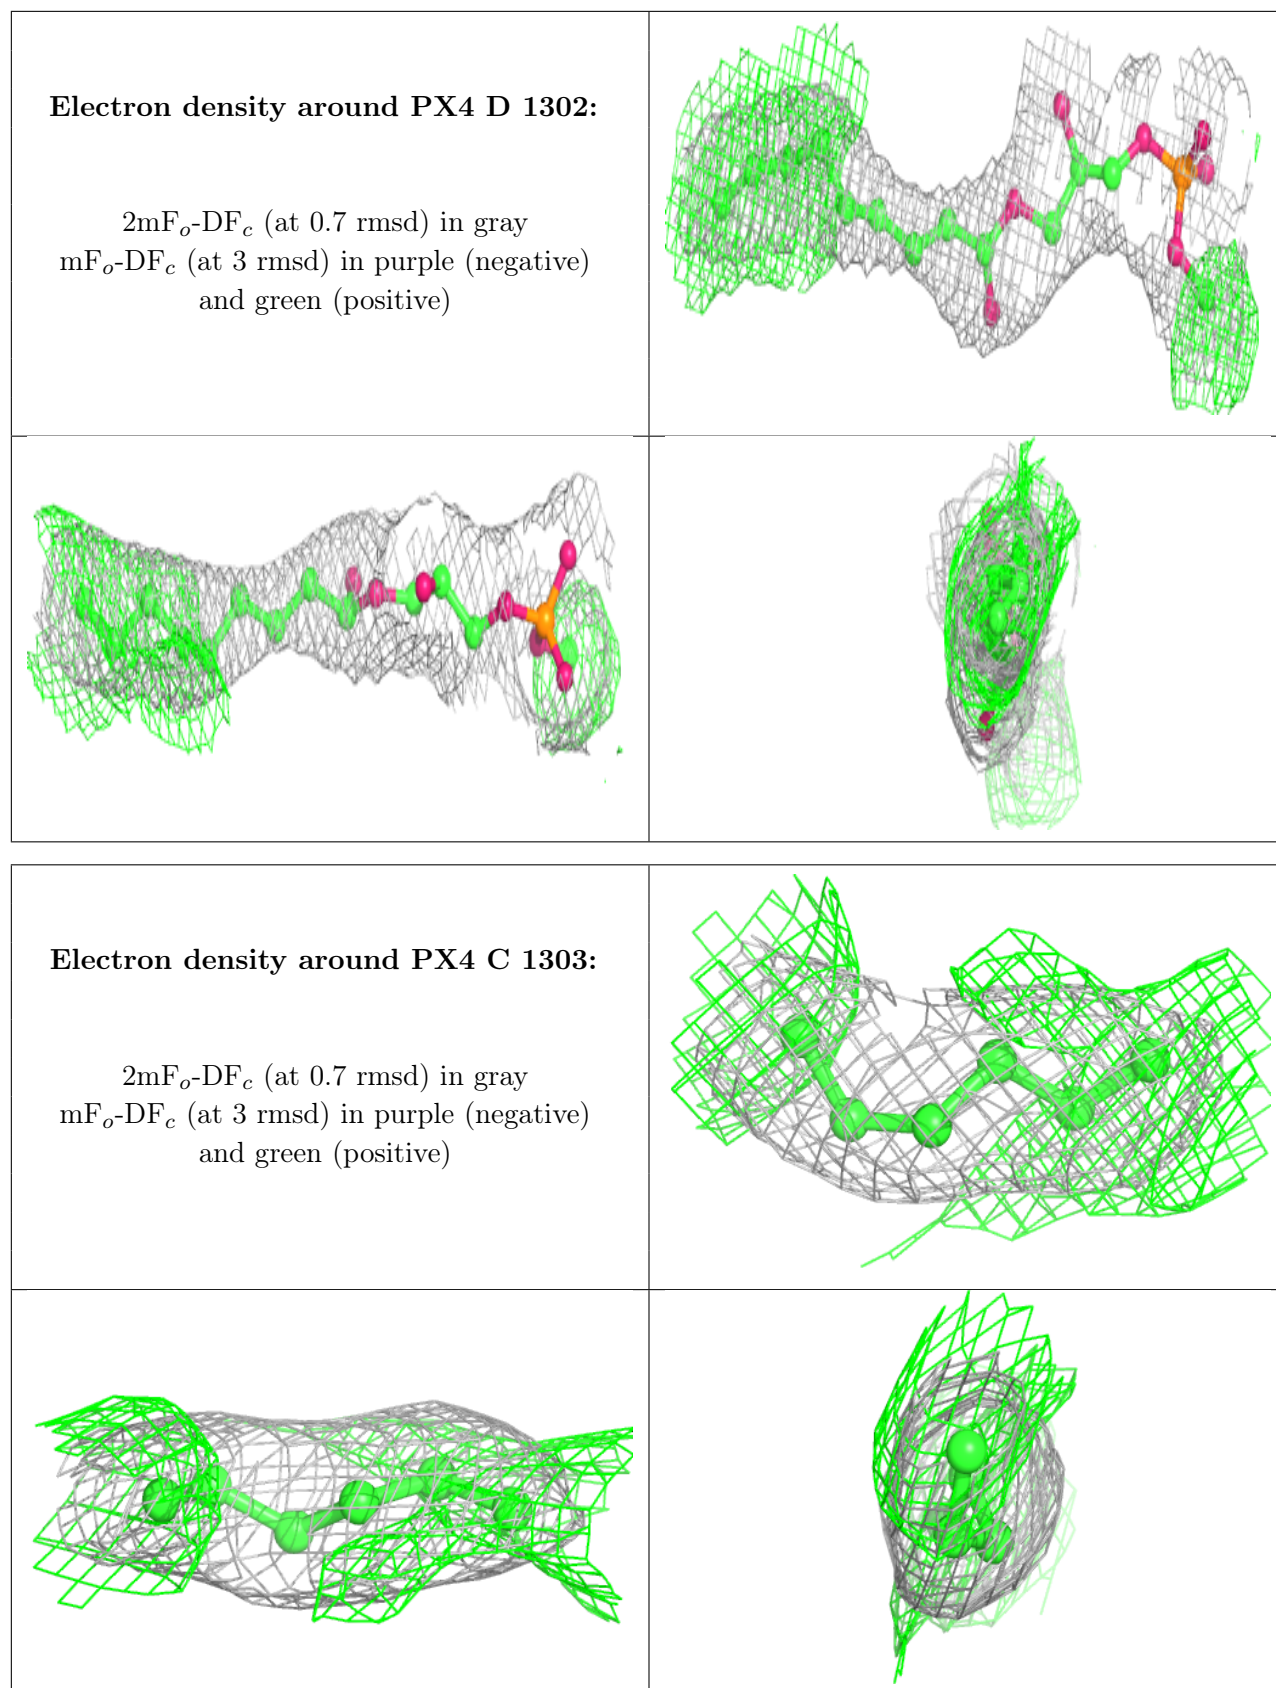 Electron density around PX4 D 1302:
2mFo-DFc (at 0.7 rmsd) in gray
mFo-DFc (at 3 rmsd) in purple (negative)
and green (positive)
Electron density around PX4 C 1303:
2mFo-DFc (at 0.7 rmsd) in gray
mFo-DFc (at 3 rmsd) in purple (negative)
and green (positive)